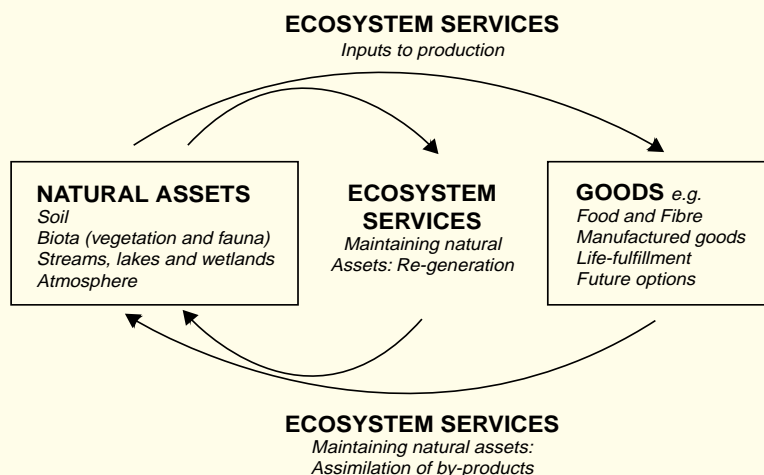 ECOSYSTEM SERVICES
Inputs to production
NATURAL ASSETS
Soil
Biota (vegetation and fauna)
Streams, lakes and wetlands
Atmosphere
ECOSYSTEM
SERVICES
Maintaining natural
Assets: Re-generation
GOODS e.g.
Food and Fibre
Manufactured goods
Life-fulfillment
Future options
ECOSYSTEM SERVICES
Maintaining natural assets:
Assimilation of by-products